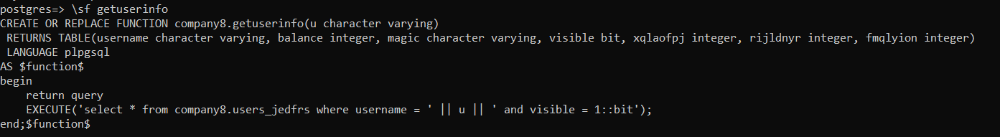 postgres=> \sf getuserinfo
CREATE OR REPLACE FUNCTION company8.getuserinfo(u character varying)
 RETURNS TABLE(username character varying, balance integer, magic character varying, visible bit, xqlaofpj integer, rijldnyr integer, fmqlyion integer)
 LANGUAGE plpgsql
AS $function$
begin
    return query
    EXECUTE('select * from company8.users_jedfrs where username = ' || u || ' and visible = 1::bit');
end;$function$